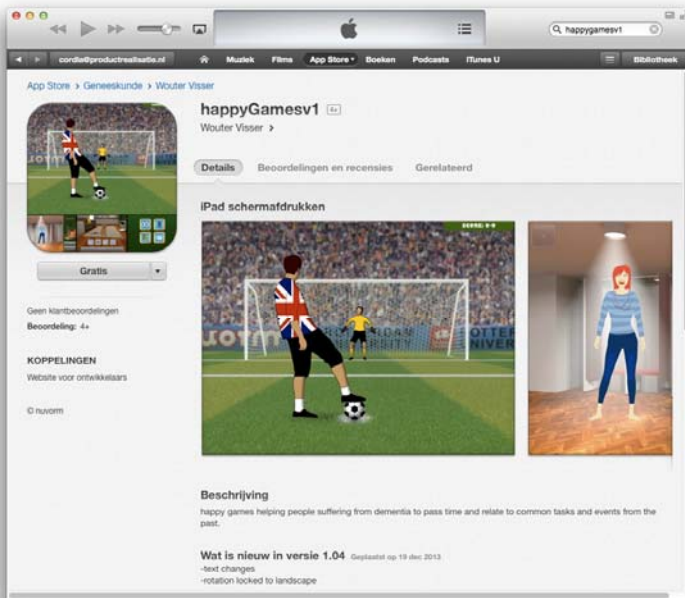 happygamesv1
cordia@productrealisatie.nl
Muziek Films App Store Boeken Podcasts iTunes U
Bibliotheek
App Store > Geneeskunde > Wouter Visser
happyGamesv1 4+
Wouter Visser >
Details Beoordelingen en recensies Gerelateerd
iPad schermafdrukken
Gratis
Geen klantbeoordelingen
Beoordeling: 4+
KOPPELINGEN
Website voor ontwikkelaars
© nuvorm
Beschrijving
happy games helping people suffering from dementia to pass time and relate to common tasks and events from the
past.
Wat is nieuw in versie 1.04 Geplaatst op 19 dec 2013
-text changes
-rotation locked to landscape